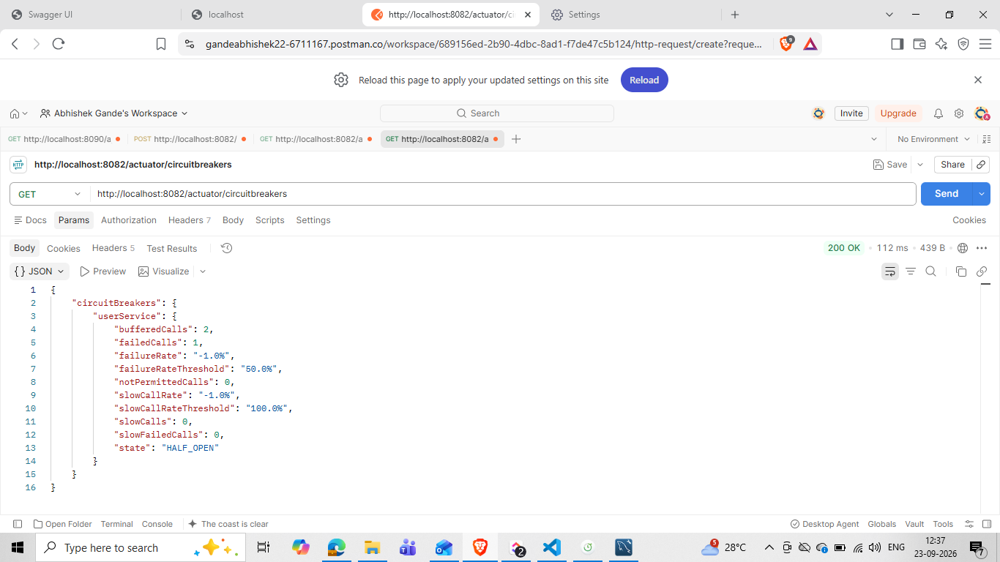 Swagger UI
localhost
http://localhost:8082/actuator/ci
Settings
gandeabhishek22-6711167.postman.co/workspace/689156ed-2b90-4dbc-8ad1-f7de47c5b124/http-request/create?reque...
9
Reload this page to apply your updated settings on this site
Reload
Abhishek Gande's Workspace
Search
Invite
Upgrade
A
GET http://localhost:8090/a
POST http://localhost:8082/
GET http://localhost:8082/a
GET http://localhost:8082/a
No Environment
HTTP
http://localhost:8082/actuator/circuitbreakers
Save
Share
GET
http://localhost:8082/actuator/circuitbreakers
Send
Docs
Params
Authorization
Headers 7
Body
Scripts
Settings
Cookies
Body
Cookies
Headers 5
Test Results
200 OK
112 ms
439 B
{ } JSON
Preview
Visualize
1 {
2 "circuitBreakers": {
3 "userService": {
4 "bufferedCalls": 2,
5 "failedCalls": 1,
6 "failureRate": "-1.0%",
7 "failureRateThreshold": "50.0%",
8 "notPermittedCalls": 0,
9 "slowCallRate": "-1.0%",
10 "slowCallRateThreshold": "100.0%",
11 "slowCalls": 0,
12 "slowFailedCalls": 0,
13 "state": "HALF_OPEN"
14 }
15 }
16 }
Open Folder
Terminal
Console
The coast is clear
Desktop Agent
Globals
Vault
Tools
Type here to search
2
5
28°C
ENG
12:37
23-09-2026
7